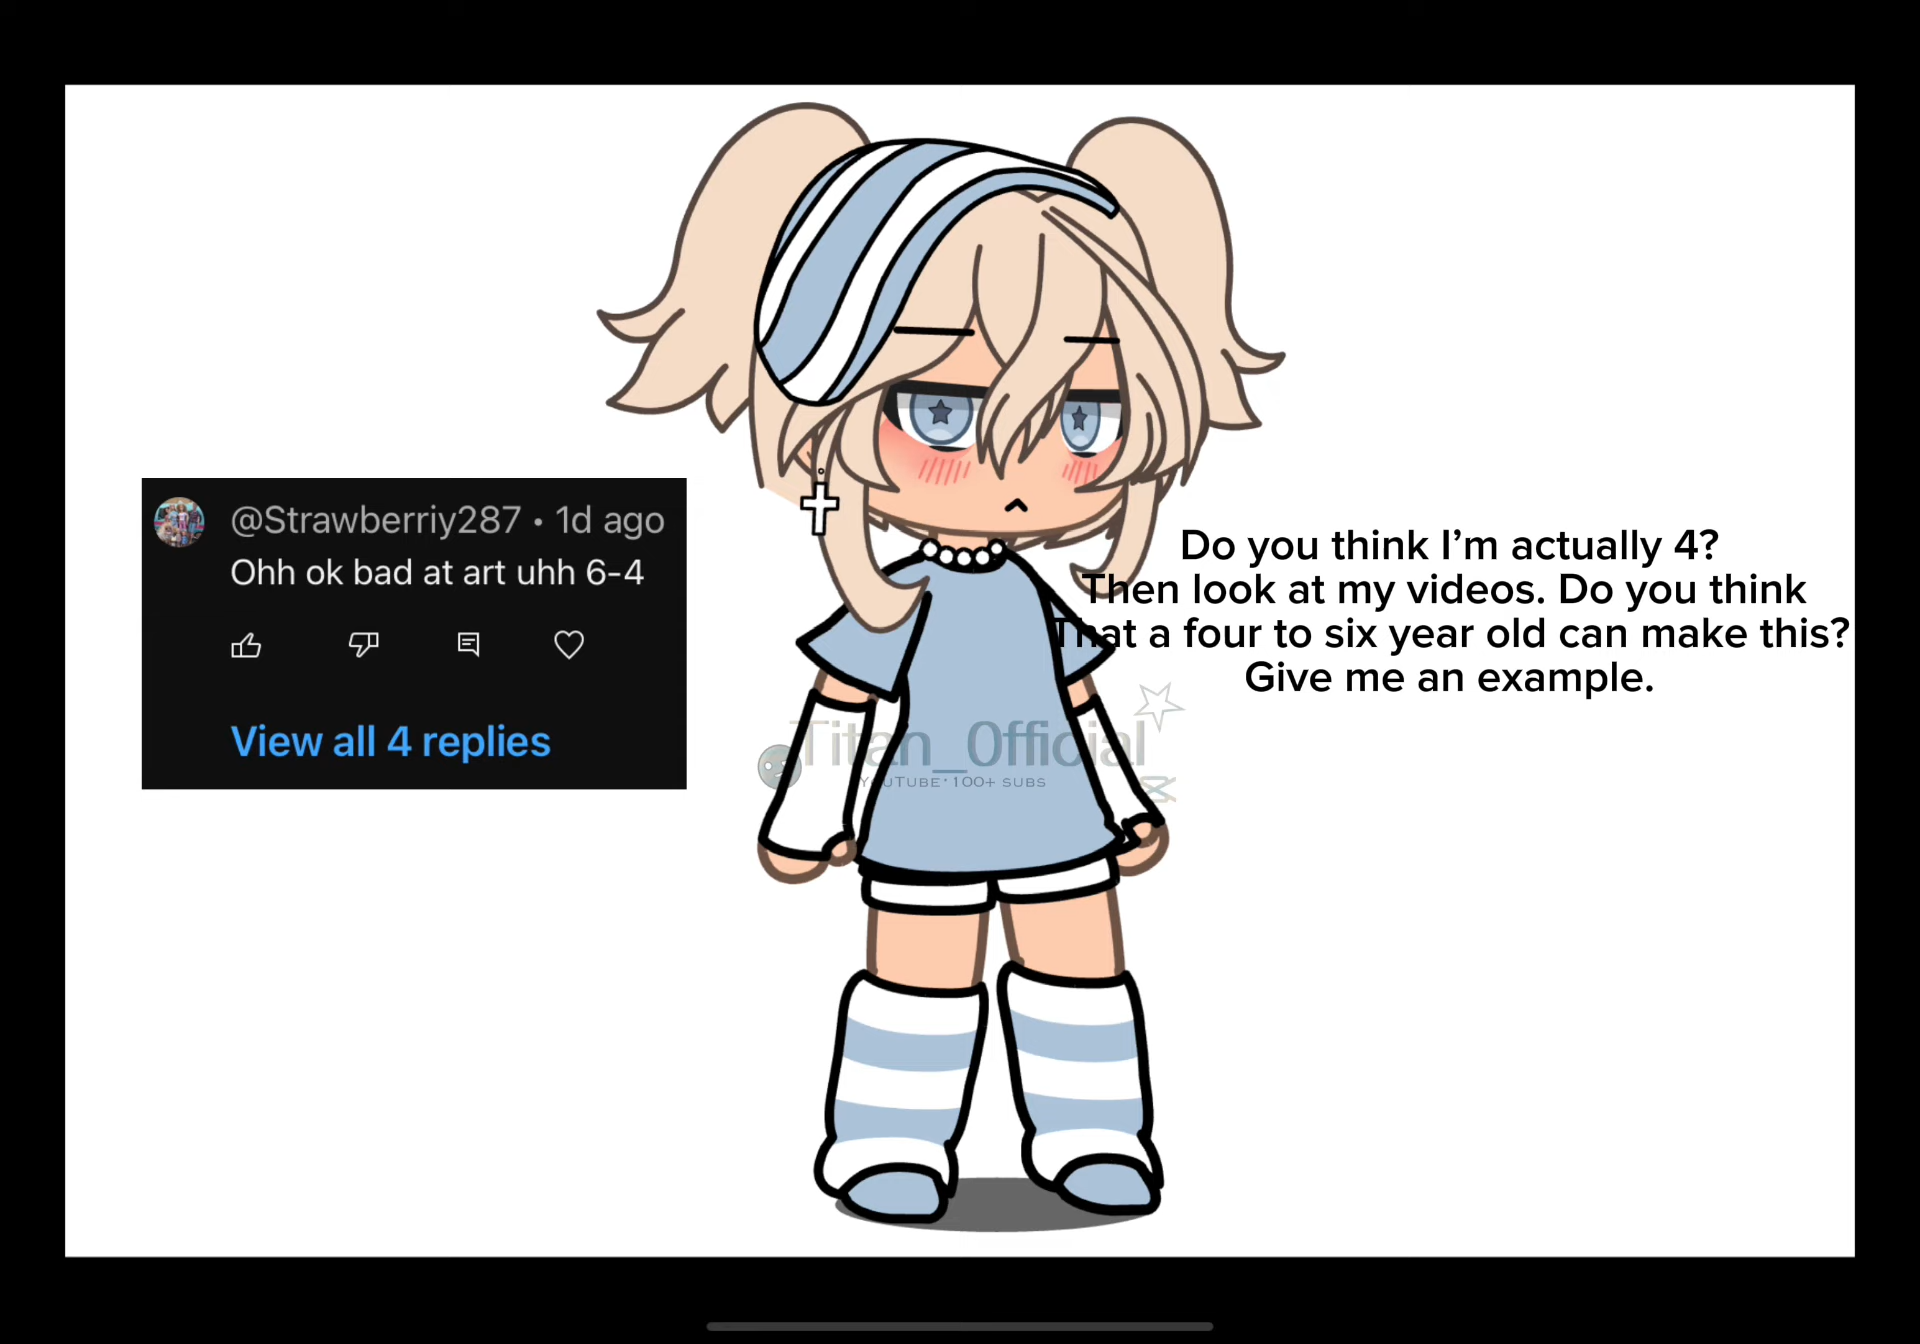 @Strawberriy287 • 1d ago
Ohh ok bad at art uhh 6-4
View all 4 replies
Do you think I’m actually 4?
Then look at my videos. Do you think
That a four to six year old can make this?
Give me an example.
Titan_Official
YouTube•100+ subs